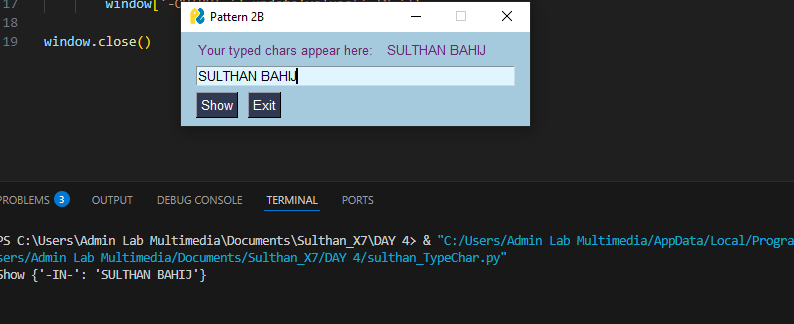 17 window['-
18
19 window.close()
Pattern 2B
Your typed chars appear here: SULTHAN BAHIJ
SULTHAN BAHIJ
Show Exit
PROBLEMS 3 OUTPUT DEBUG CONSOLE TERMINAL PORTS
PS C:\Users\Admin Lab Multimedia\Documents\Sulthan_X7\DAY 4> & "C:/Users/Admin Lab Multimedia/AppData/Local/Progra
sers/Admin Lab Multimedia/Documents/Sulthan_X7/DAY 4/sulthan_TypeChar.py"
Show {'-IN-': 'SULTHAN BAHIJ'}